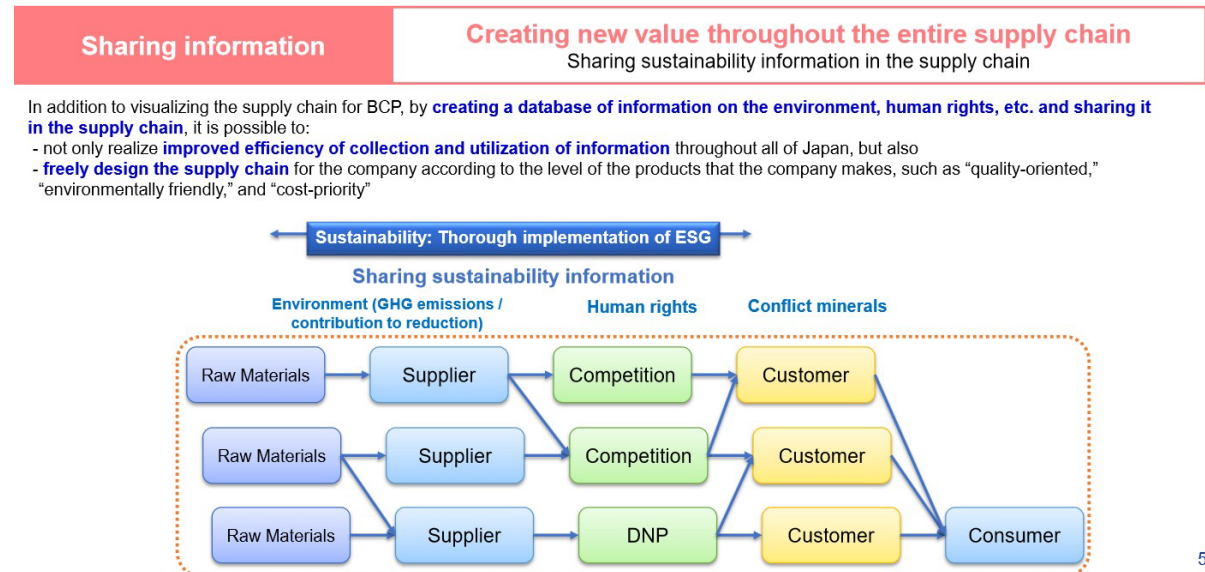 Sharing information
Creating new value throughout the entire supply chain
Sharing sustainability information in the supply chain
In addition to visualizing the supply chain for BCP, by creating a database of information on the environment, human rights, etc. and sharing it
in the supply chain, it is possible to:
- not only realize improved efficiency of collection and utilization of information throughout all of Japan, but also
- freely design the supply chain for the company according to the level of the products that the company makes, such as “quality-oriented,”
“environmentally friendly,” and “cost-priority”
Sustainability: Thorough implementation of ESG
Sharing sustainability information
Environment (GHG emissions /
contribution to reduction)
Human rights
Conflict minerals
Raw Materials
Supplier
Competition
Customer
Raw Materials
Supplier
Competition
Customer
Raw Materials
Supplier
DNP
Customer
Consumer
5